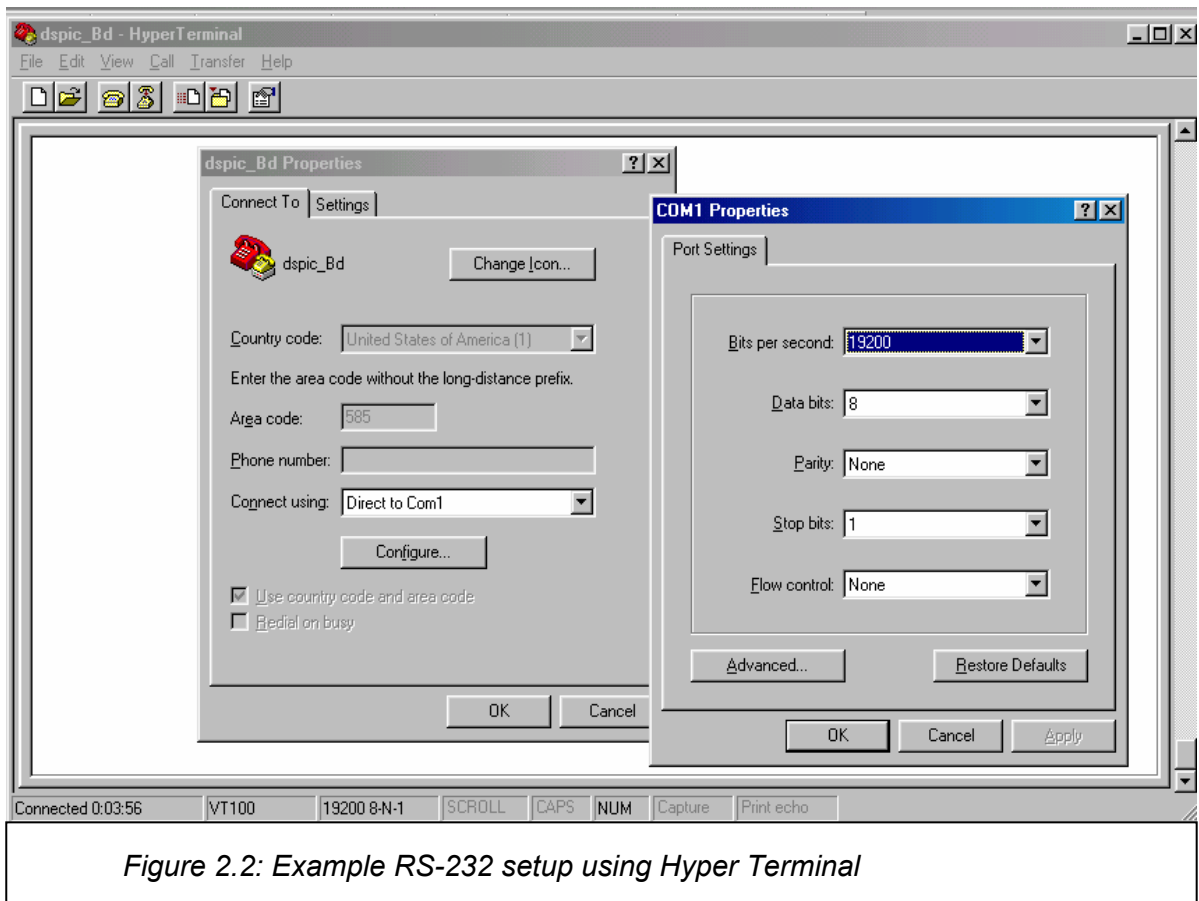 dspic_Bd - HyperTerminal
File Edit View Call Transfer Help
dspic_Bd Properties
Connect To Settings
dspic_Bd
Change Icon...
Country code: United States of America (1)
Enter the area code without the long-distance prefix.
Area code: 585
Phone number:
Connect using: Direct to Com1
Configure...
Use country code and area code
Redial on busy
OK Cancel
COM1 Properties
Port Settings
Bits per second: 19200
Data bits: 8
Parity: None
Stop bits: 1
Flow control: None
Advanced... Restore Defaults
OK Cancel Apply
Connected 0:03:56 VT100 19200 8-N-1 SCROLL CAPS NUM Capture Print echo
Figure 2.2: Example RS-232 setup using Hyper Terminal